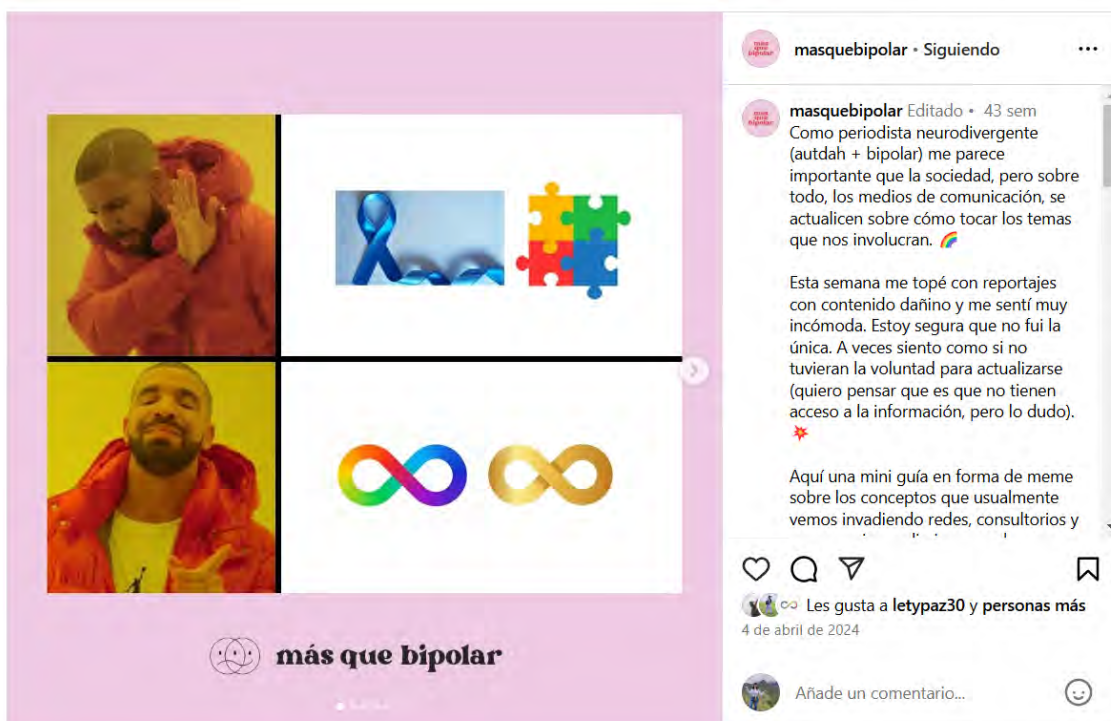 más que bipolar
masquebipolar • Siguiendo
masquebipolar Editado • 43 sem
Como periodista neurodivergente
(autdah + bipolar) me parece
importante que la sociedad, pero sobre
todo, los medios de comunicación, se
actualicen sobre cómo tocar los temas
que nos involucran. 🌈
Esta semana me topé con reportajes
con contenido dañino y me sentí muy
incómoda. Estoy segura que no fui la
única. A veces siento como si no
tuvieran la voluntad para actualizarse
(quiero pensar que es que no tienen
acceso a la información, pero lo dudo).
💥
Aquí una mini guía en forma de meme
sobre los conceptos que usualmente
vemos invadiendo redes, consultorios y
Les gusta a letypaz30 y personas más
4 de abril de 2024
Añade un comentario...